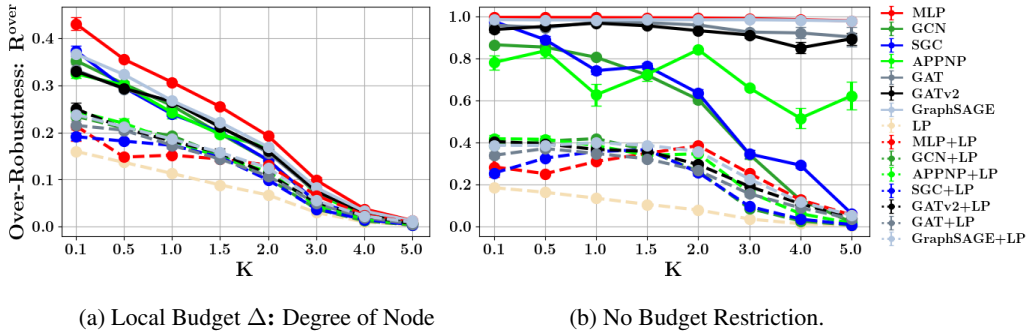 Over-Robustness: R^over
0.4
0.3
0.2
0.1
0.0
0.1 0.5 1.0 1.5 2.0 3.0 4.0 5.0
K
(a) Local Budget Δ: Degree of Node
1.0
0.8
0.6
0.4
0.2
0.0
0.1 0.5 1.0 1.5 2.0 3.0 4.0 5.0
K
(b) No Budget Restriction.
MLP
GCN
SGC
APPNP
GAT
GATv2
GraphSAGE
LP
MLP+LP
GCN+LP
APPNP+LP
SGC+LP
GATv2+LP
GAT+LP
GraphSAGE+LP